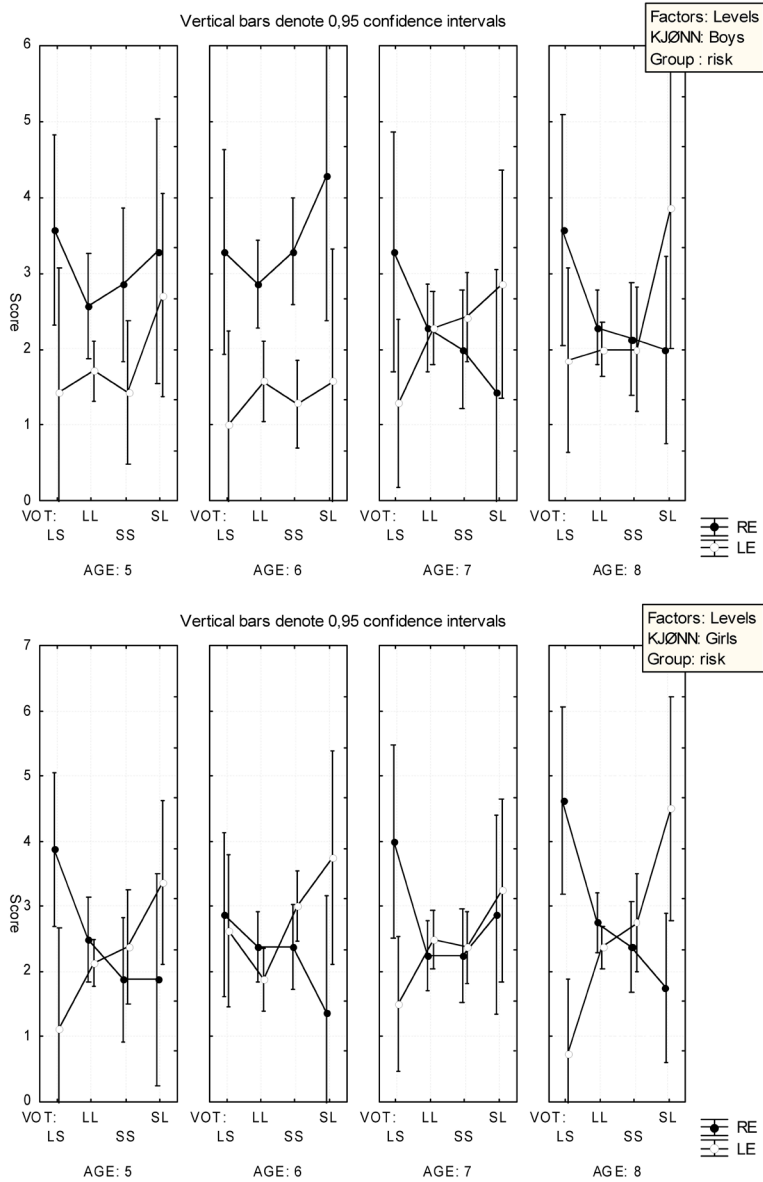 Vertical bars denote 0,95 confidence intervals
Factors: Levels
KJØNN: Boys
Group : risk
6
5
4
3
2
1
0
Score
VOT: LL SL LL SL LL SL LL SL
LS SS LS SS LS SS LS SS
AGE: 5 AGE: 6 AGE: 7 AGE: 8
RE
LE
Vertical bars denote 0,95 confidence intervals
Factors: Levels
KJØNN: Girls
Group: risk
7
6
5
4
3
2
1
0
Score
VOT: LL SL VOT: LL SL VOT: LL SL VOT: LL SL
LS SS LS SS LS SS LS SS
AGE: 5 AGE: 6 AGE: 7 AGE: 8
RE
LE